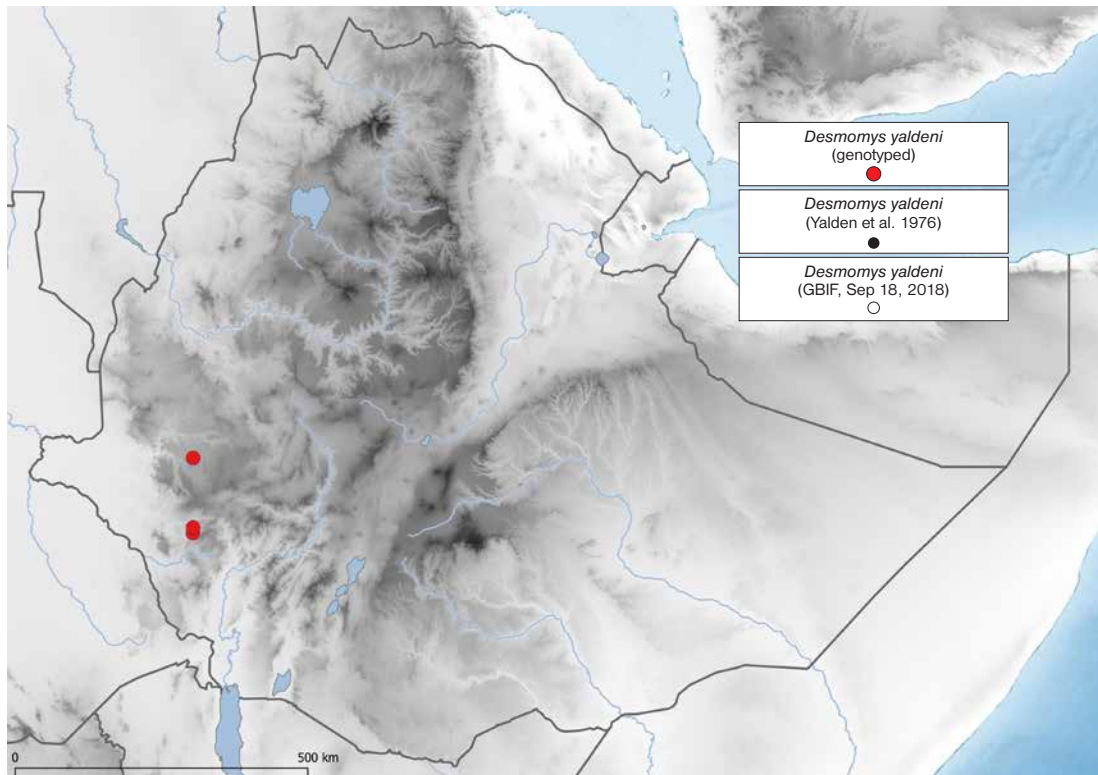 Desmomys yaldeni
(genotyped)
Desmomys yaldeni
(Yalden et al. 1976)
Desmomys yaldeni
(GBIF, Sep 18, 2018)
0 500 km